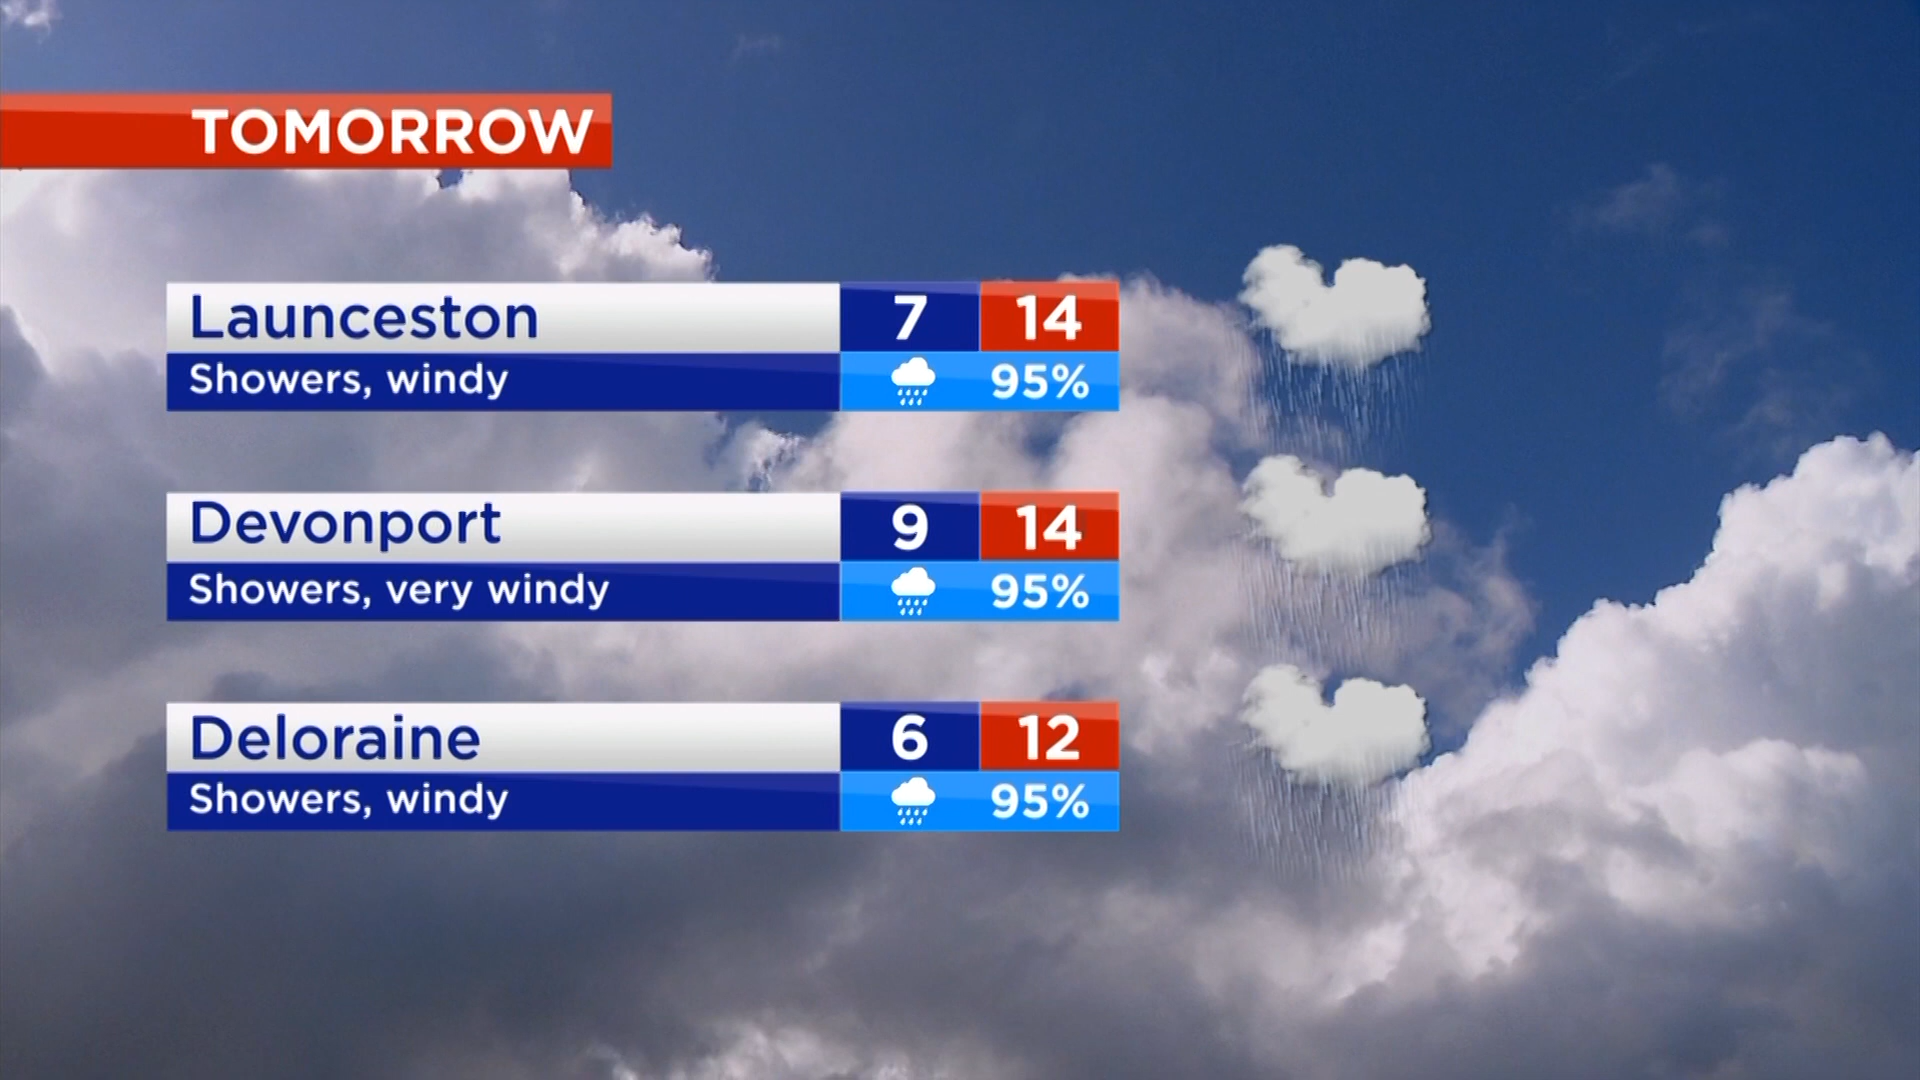 TOMORROW
Launceston 7 14
Showers, windy 95%
Devonport 9 14
Showers, very windy 95%
Deloraine 6 12
Showers, windy 95%